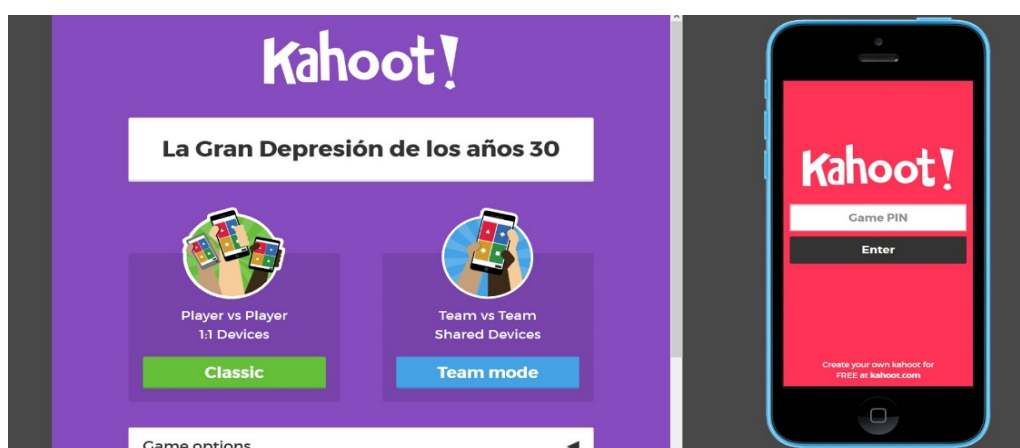 Kahoot!
La Gran Depresión de los años 30
Player vs Player
1:1 Devices
Classic
Team vs Team
Shared Devices
Team mode
Game options
Kahoot!
Game PIN
Enter
Create your own kahoot for
FREE at kahoot.com